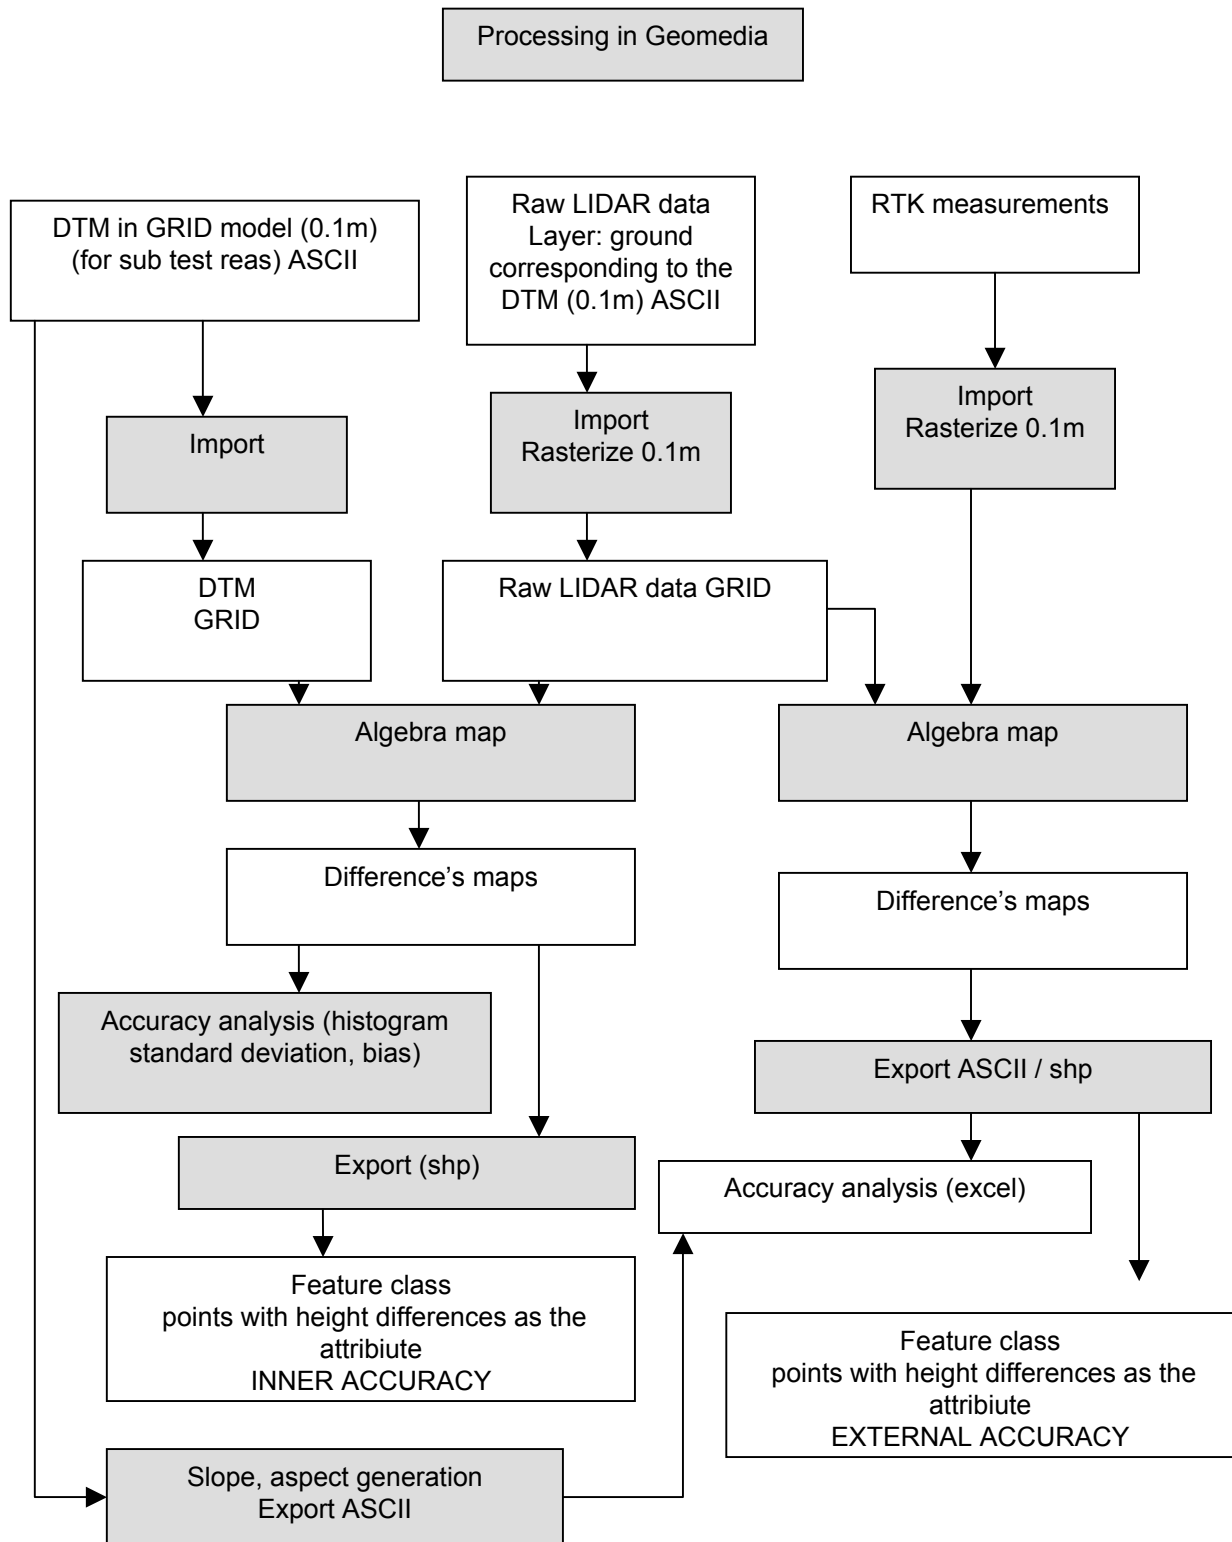 Processing in Geomedia
DTM in GRID model (0.1m)
(for sub test reas) ASCII
Raw LIDAR data
Layer: ground
corresponding to the
DTM (0.1m) ASCII
RTK measurements
Import
Import
Rasterize 0.1m
Import
Rasterize 0.1m
DTM
GRID
Raw LIDAR data GRID
Algebra map
Algebra map
Difference’s maps
Difference’s maps
Accuracy analysis (histogram
standard deviation, bias)
Export ASCII / shp
Export (shp)
Accuracy analysis (excel)
Feature class
points with height differences as the
attribiute
INNER ACCURACY
Feature class
points with height differences as the
attribiute
EXTERNAL ACCURACY
Slope, aspect generation
Export ASCII